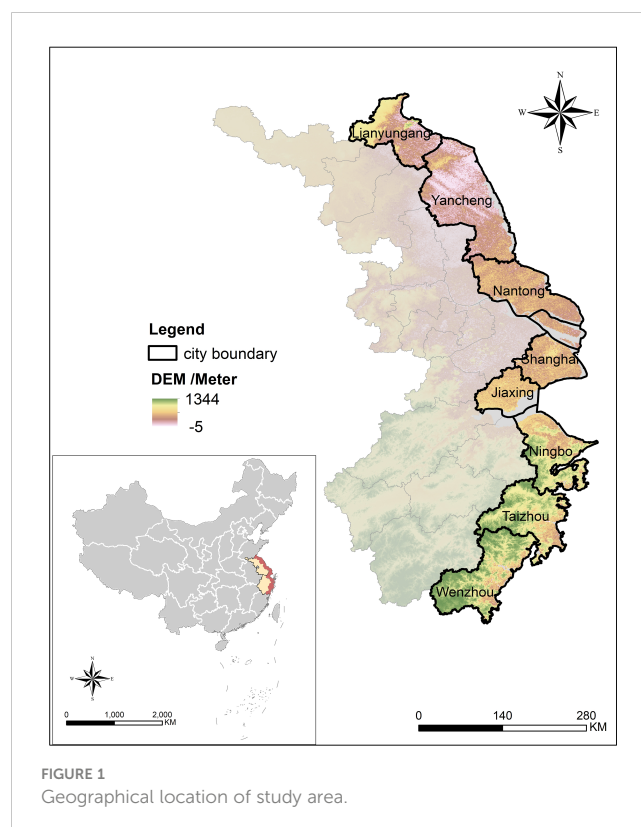 N
W E
S
Lianyungang
Yancheng
Nantong
Shanghai
Jiaxing
Ningbo
Taizhou
Wenzhou
Legend
city boundary
DEM /Meter
1344
-5
N
W E
S
0 1,000 2,000
KM
0 140 280
KM
FIGURE 1
Geographical location of study area.